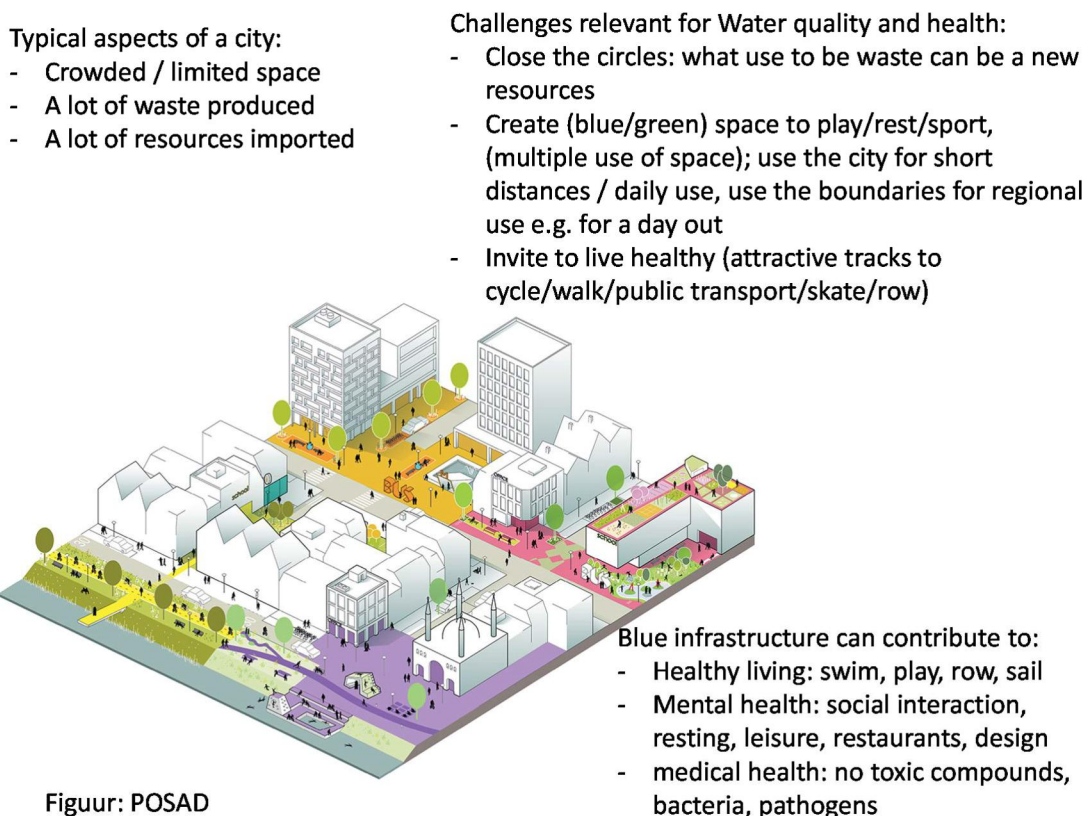 Typical aspects of a city:
- Crowded / limited space
- A lot of waste produced
- A lot of resources imported
Challenges relevant for Water quality and health:
- Close the circles: what use to be waste can be a new
resources
- Create (blue/green) space to play/rest/sport,
(multiple use of space); use the city for short
distances / daily use, use the boundaries for regional
use e.g. for a day out
- Invite to live healthy (attractive tracks to
cycle/walk/public transport/skate/row)
BUS
OFFICE
school
SCHOOL
BUS
Blue infrastructure can contribute to:
- Healthy living: swim, play, row, sail
- Mental health: social interaction,
resting, leisure, restaurants, design
- medical health: no toxic compounds,
bacteria, pathogens
Figuur: POSAD